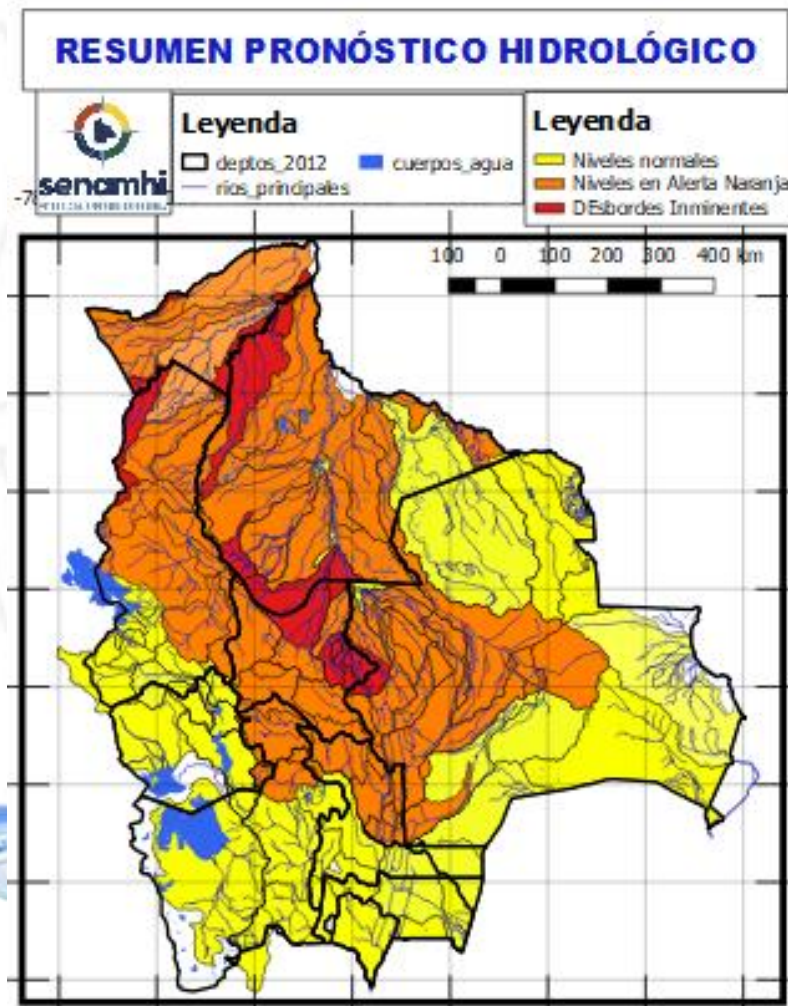 RESUMEN PRONÓSTICO HIDROLÓGICO
senamhi
Leyenda
deptos_2012
cuerpos_agua
rios_principales
Leyenda
Niveles normales
Niveles en Alerta Naranja
DEsbordes Inminentes
100 0 100 200 300 400 km